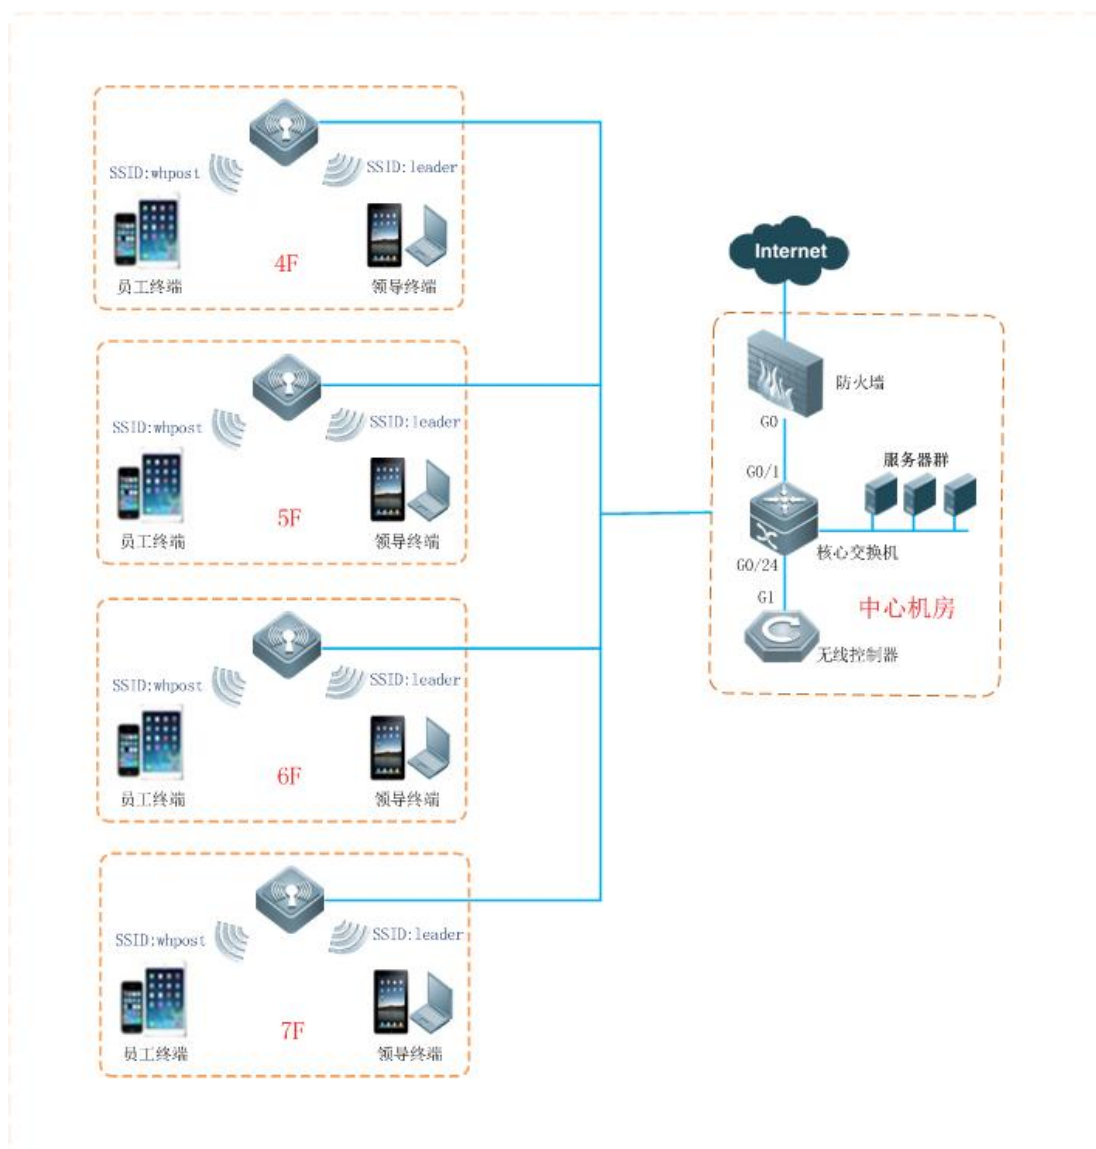 SSID:whpost
SSID:leader
4F
员工终端
领导终端
SSID:whpost
SSID:leader
5F
员工终端
领导终端
SSID:whpost
SSID:leader
6F
员工终端
领导终端
SSID:whpost
SSID:leader
7F
员工终端
领导终端
Internet
防火墙
G0
G0/1
服务器群
核心交换机
G0/24
G1
中心机房
无线控制器